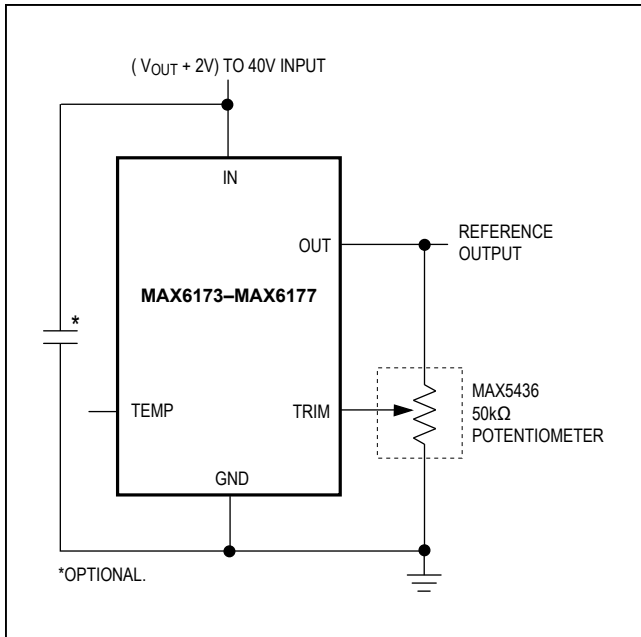 ( VOUT + 2V) TO 40V INPUT
IN
OUT
REFERENCE
OUTPUT
MAX6173–MAX6177
*
TEMP
TRIM
MAX5436
50kΩ
POTENTIOMETER
GND
*OPTIONAL.